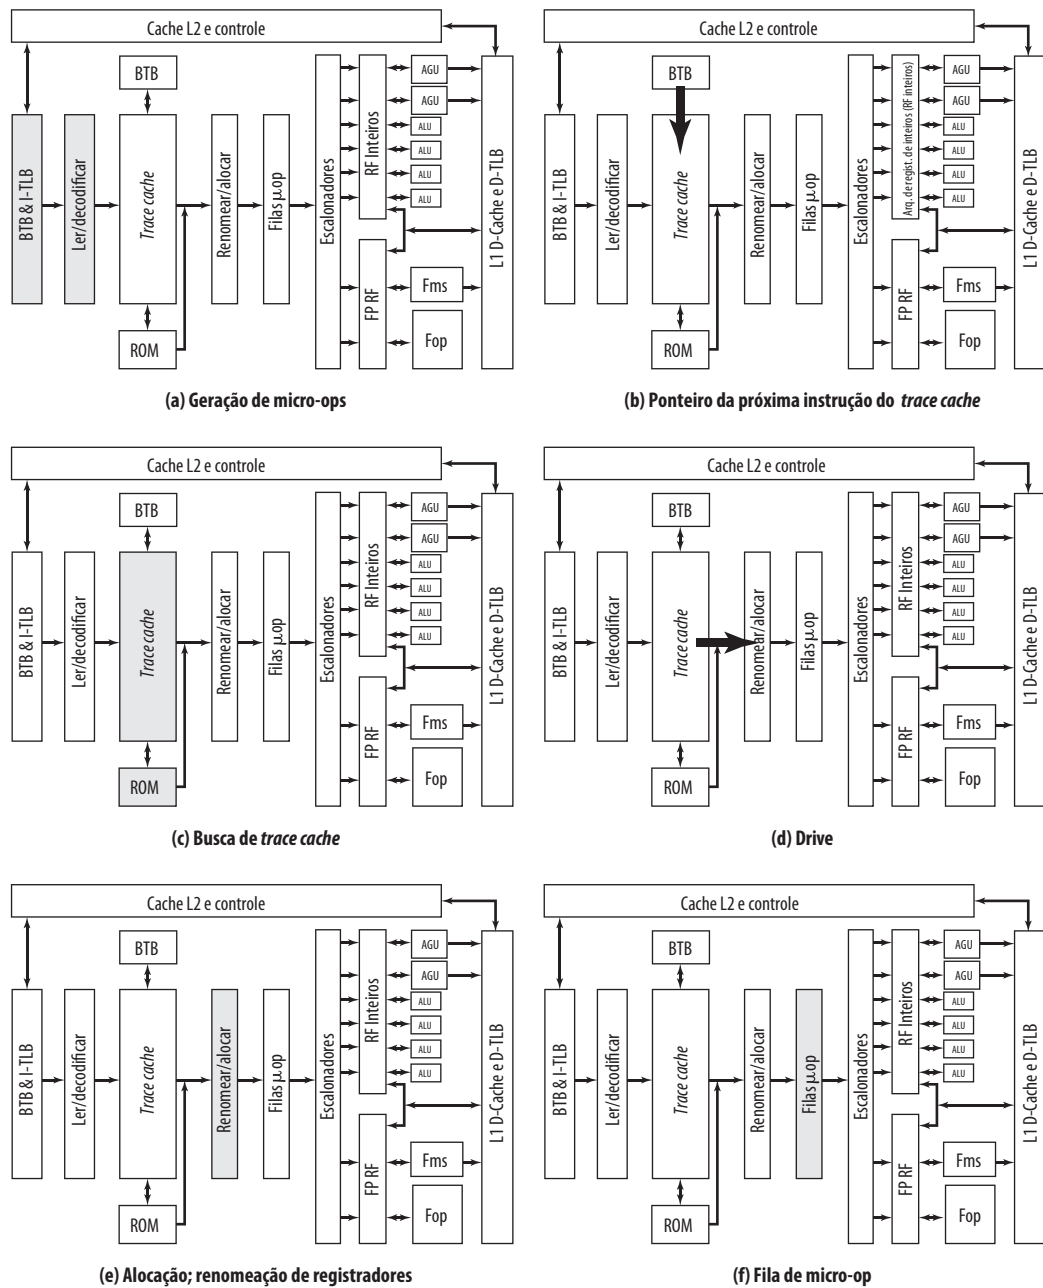 Cache L2 e controle
BTB
BTB & I-TLB
Ler/decodificar
Trace cache
ROM
Renomear/alocar
Filas µop
Escalonadores
RF Inteiros
FP RF
AGU
AGU
ALU
ALU
ALU
ALU
Fms
Fop
L1 D-Cache e D-TLB
(a) Geração de micro-ops
Cache L2 e controle
BTB
BTB & I-TLB
Ler/decodificar
Trace cache
ROM
Renomear/alocar
Filas µop
Escalonadores
Arq. de regist. de inteiros (RF inteiros)
FP RF
AGU
AGU
ALU
ALU
ALU
ALU
Fms
Fop
L1 D-Cache e D-TLB
(b) Ponteiro da próxima instrução do trace cache
Cache L2 e controle
BTB
BTB & I-TLB
Ler/decodificar
Trace cache
ROM
Renomear/alocar
Filas µop
Escalonadores
RF Inteiros
FP RF
AGU
AGU
ALU
ALU
ALU
ALU
Fms
Fop
L1 D-Cache e D-TLB
(c) Busca de trace cache
Cache L2 e controle
BTB
BTB & I-TLB
Ler/decodificar
Trace cache
ROM
Renomear/alocar
Filas µop
Escalonado-res
RF Inteiros
FP RF
AGU
AGU
ALU
ALU
ALU
ALU
Fms
Fop
L1 D-Cache e D-TLB
(d) Drive
Cache L2 e controle
BTB
BTB & I-TLB
Ler/decodificar
Trace cache
ROM
Renomear/alocar
Filas µop
Escalonadores
RF Inteiros
FP RF
AGU
AGU
ALU
ALU
ALU
ALU
Fms
Fop
L1 D-Cache e D-TLB
(e) Alocação; renomeação de registradores
Cache L2 e controle
BTB
BTB & I-TLB
Ler/decodificar
Trace cache
ROM
Renomear/alocar
Filas µop
Escalonadores
RF Inteiros
FP RF
AGU
AGU
ALU
ALU
ALU
ALU
Fms
Fop
L1 D-Cache e D-TLB
(f) Fila de micro-op